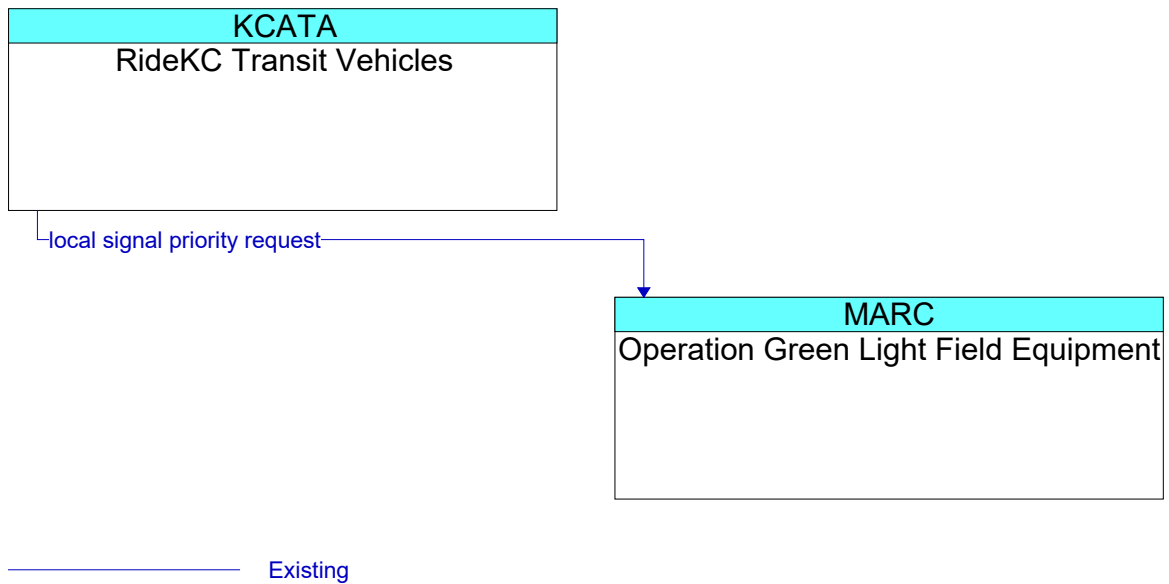 KCATA
RideKC Transit Vehicles
local signal priority request
MARC
Operation Green Light Field Equipment
Existing